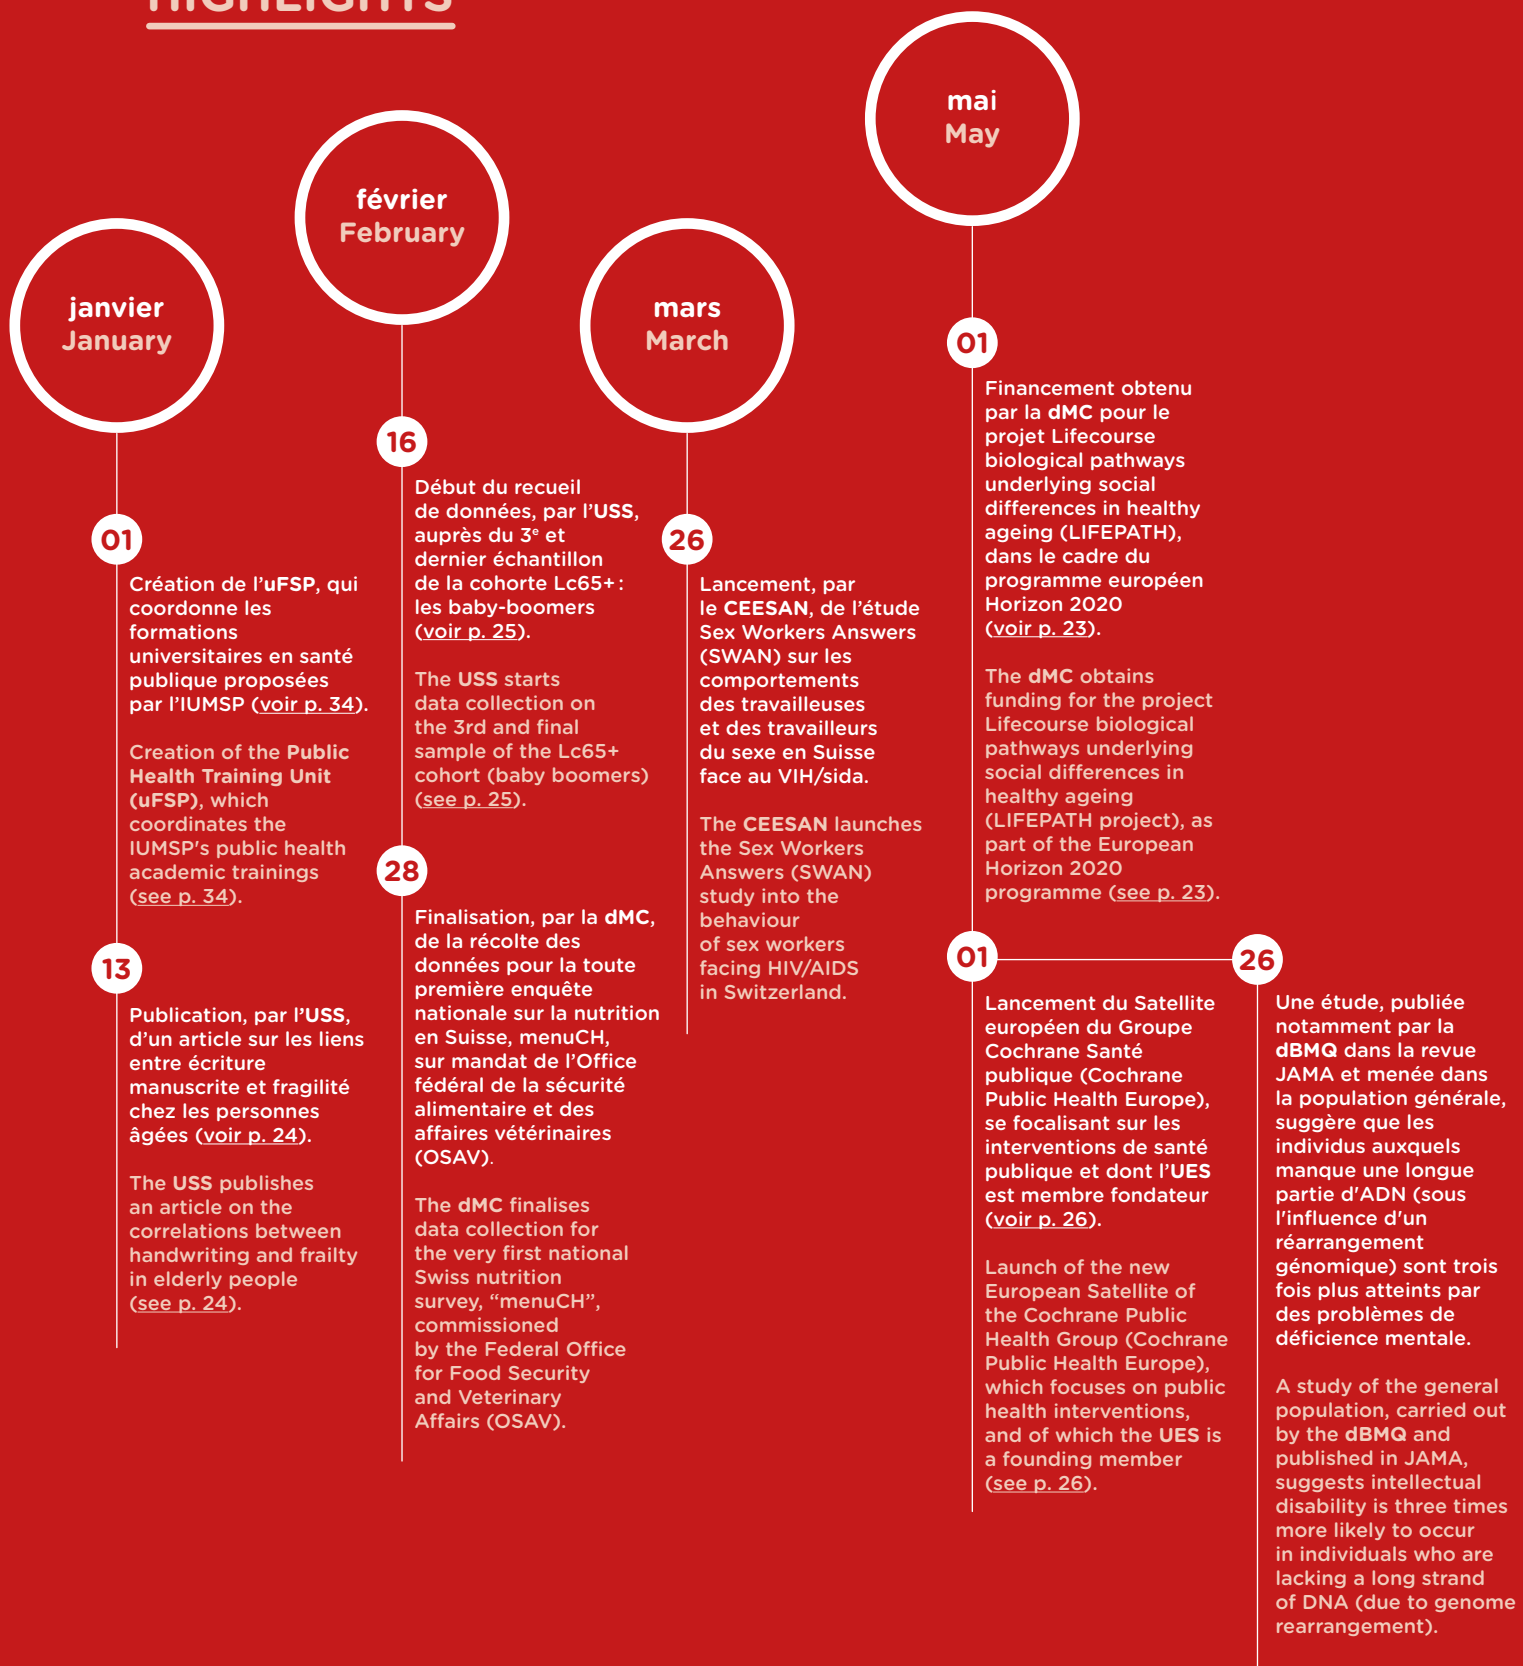 HIGHLIGHTS
janvier
January
01
Création de l'uFSP, qui
coordonne les
formations
universitaires en santé
publique proposées
par l'IUMSP (voir p. 34).
Creation of the Public
Health Training Unit
(uFSP), which
coordinates the
IUMSP's public health
academic trainings
(see p. 34).
13
Publication, par l'USS,
d'un article sur les liens
entre écriture
manuscrite et fragilité
chez les personnes
âgées (voir p. 24).
The USS publishes
an article on the
correlations between
handwriting and frailty
in elderly people
(see p. 24).
février
February
16
Début du recueil
de données, par l'USS,
auprès du 3e et
dernier échantillon
de la cohorte Lc65+ :
les baby-boomers
(voir p. 25).
The USS starts
data collection on
the 3rd and final
sample of the Lc65+
cohort (baby boomers)
(see p. 25).
28
Finalisation, par la dMC,
de la récolte des
données pour la toute
première enquête
nationale sur la nutrition
en Suisse, menuCH,
sur mandat de l'Office
fédéral de la sécurité
alimentaire et des
affaires vétérinaires
(OSAV).
The dMC finalises
data collection for
the very first national
Swiss nutrition
survey, “menuCH”,
commissioned
by the Federal Office
for Food Security
and Veterinary
Affairs (OSAV).
mars
March
26
Lancement, par
le CEESAN, de l'étude
Sex Workers Answers
(SWAN) sur les
comportements
des travailleuses
et des travailleurs
du sexe en Suisse
face au VIH/sida.
The CEESAN launches
the Sex Workers
Answers (SWAN)
study into the
behaviour
of sex workers
facing HIV/AIDS
in Switzerland.
mai
May
01
Financement obtenu
par la dMC pour le
projet Lifecourse
biological pathways
underlying social
differences in healthy
ageing (LIFEPATH),
dans le cadre du
programme européen
Horizon 2020
(voir p. 23).
The dMC obtains
funding for the project
Lifecourse biological
pathways underlying
social differences in
healthy ageing
(LIFEPATH project), as
part of the European
Horizon 2020
programme (see p. 23).
01
Lancement du Satellite
européen du Groupe
Cochrane Santé
publique (Cochrane
Public Health Europe),
se focalisant sur les
interventions de santé
publique et dont l'UES
est membre fondateur
(voir p. 26).
Launch of the new
European Satellite of
the Cochrane Public
Health Group (Cochrane
Public Health Europe),
which focuses on public
health interventions,
and of which the UES is
a founding member
(see p. 26).
26
Une étude, publiée
notamment par la
dBMQ dans la revue
JAMA et menée dans
la population générale,
suggère que les
individus auxquels
manque une longue
partie d'ADN (sous
l'influence d'un
réarrangement
génomique) sont trois
fois plus atteints par
des problèmes de
déficience mentale.
A study of the general
population, carried out
by the dBMQ and
published in JAMA,
suggests intellectual
disability is three times
more likely to occur
in individuals who are
lacking a long strand
of DNA (due to genome
rearrangement).